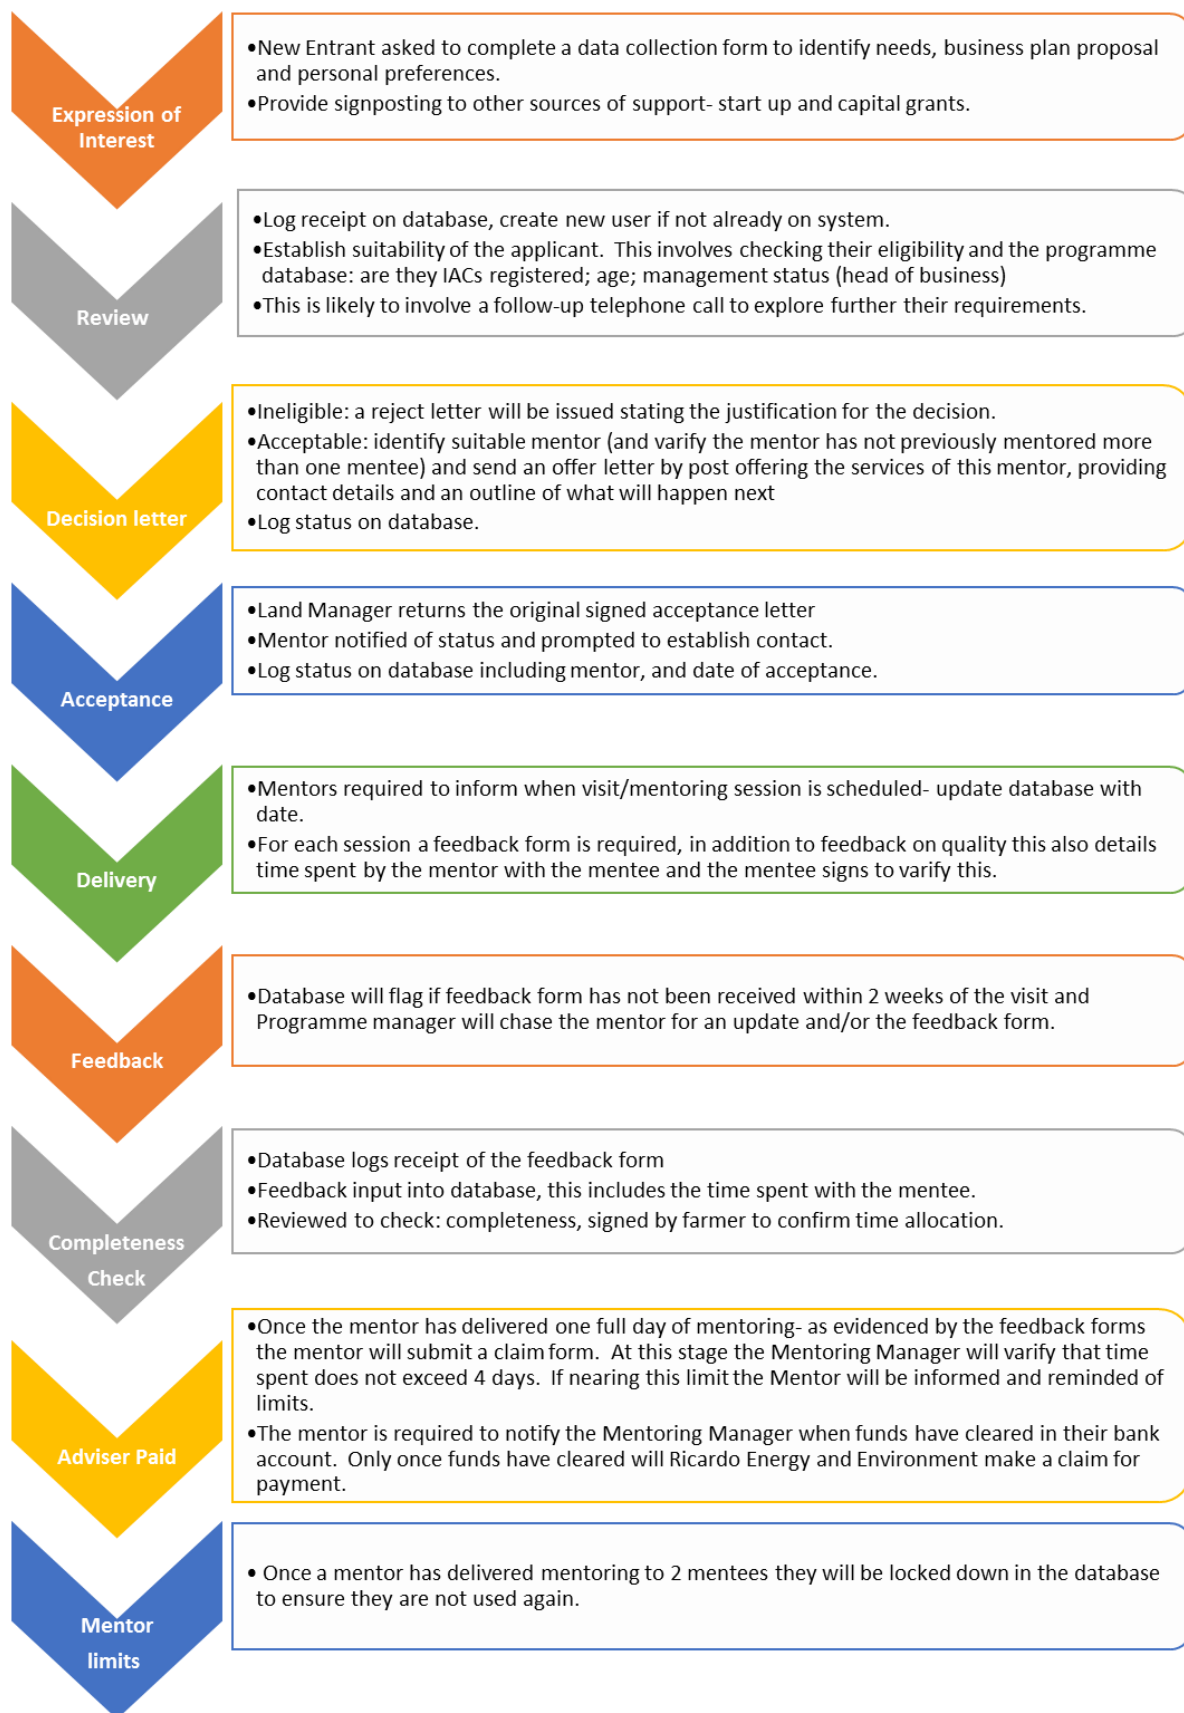 Expression of
Interest
•New Entrant asked to complete a data collection form to identify needs, business plan proposal
and personal preferences.
•Provide signposting to other sources of support- start up and capital grants.
Review
•Log receipt on database, create new user if not already on system.
•Establish suitability of the applicant.  This involves checking their eligibility and the programme
database: are they IACs registered; age; management status (head of business)
•This is likely to involve a follow-up telephone call to explore further their requirements.
Decision letter
•Ineligible: a reject letter will be issued stating the justification for the decision.
•Acceptable: identify suitable mentor (and varify the mentor has not previously mentored more
than one mentee) and send an offer letter by post offering the services of this mentor, providing
contact details and an outline of what will happen next
•Log status on database.
Acceptance
•Land Manager returns the original signed acceptance letter
•Mentor notified of status and prompted to establish contact.
•Log status on database including mentor, and date of acceptance.
Delivery
•Mentors required to inform when visit/mentoring session is scheduled- update database with
date.
•For each session a feedback form is required, in addition to feedback on quality this also details
time spent by the mentor with the mentee and the mentee signs to varify this.
Feedback
•Database will flag if feedback form has not been received within 2 weeks of the visit and
Programme manager will chase the mentor for an update and/or the feedback form.
Completeness
Check
•Database logs receipt of the feedback form
•Feedback input into database, this includes the time spent with the mentee.
•Reviewed to check: completeness, signed by farmer to confirm time allocation.
Adviser Paid
•Once the mentor has delivered one full day of mentoring- as evidenced by the feedback forms
the mentor will submit a claim form.  At this stage the Mentoring Manager will varify that time
spent does not exceed 4 days.  If nearing this limit the Mentor will be informed and reminded of
limits.
•The mentor is required to notify the Mentoring Manager when funds have cleared in their bank
account.  Only once funds have cleared will Ricardo Energy and Environment make a claim for
payment.
Mentor
limits
• Once a mentor has delivered mentoring to 2 mentees they will be locked down in the database
to ensure they are not used again.